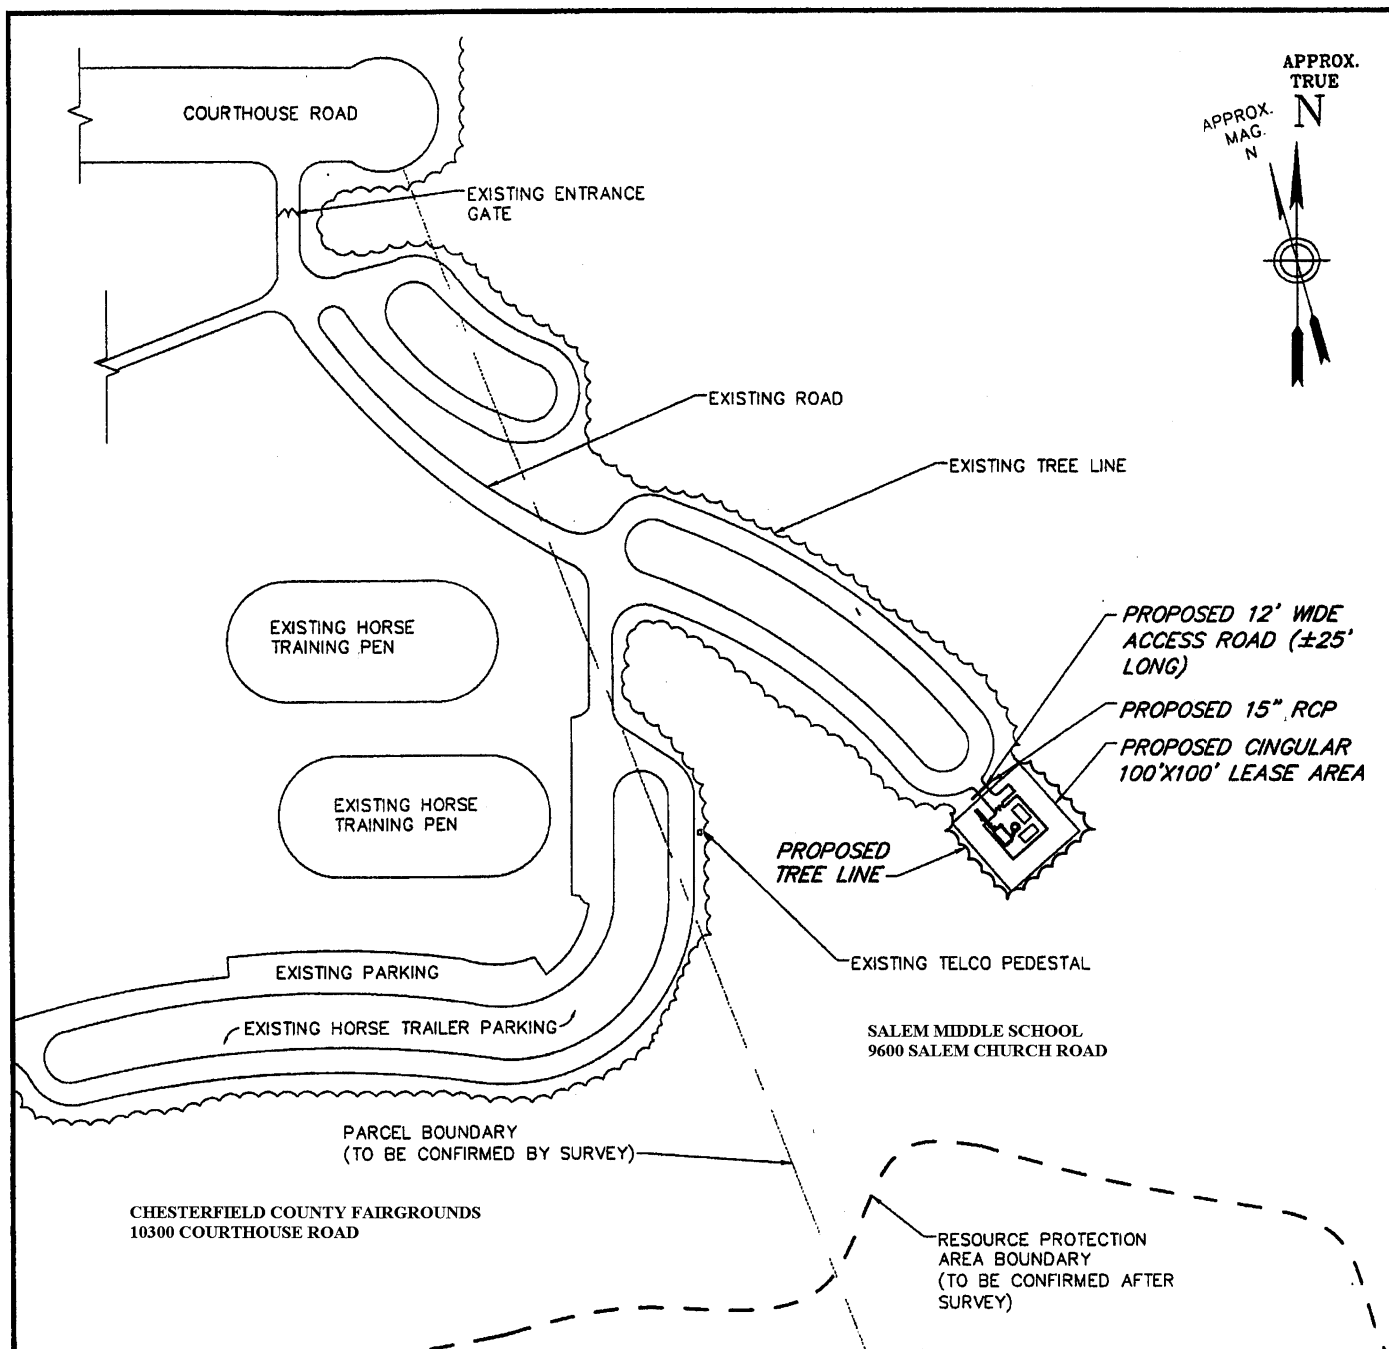 APPROX.
TRUE
N
APPROX.
MAG.
N
COURTHOUSE ROAD
EXISTING ENTRANCE
GATE
EXISTING ROAD
EXISTING TREE LINE
PROPOSED 12' WIDE
ACCESS ROAD (±25'
LONG)
PROPOSED 15" RCP
PROPOSED CINGULAR
100'X100' LEASE AREA
EXISTING HORSE
TRAINING PEN
EXISTING HORSE
TRAINING PEN
PROPOSED
TREE LINE
EXISTING TELCO PEDESTAL
EXISTING PARKING
EXISTING HORSE TRAILER PARKING
SALEM MIDDLE SCHOOL
9600 SALEM CHURCH ROAD
PARCEL BOUNDARY
(TO BE CONFIRMED BY SURVEY)
CHESTERFIELD COUNTY FAIRGROUNDS
10300 COURTHOUSE ROAD
RESOURCE PROTECTION
AREA BOUNDARY
(TO BE CONFIRMED AFTER
SURVEY)